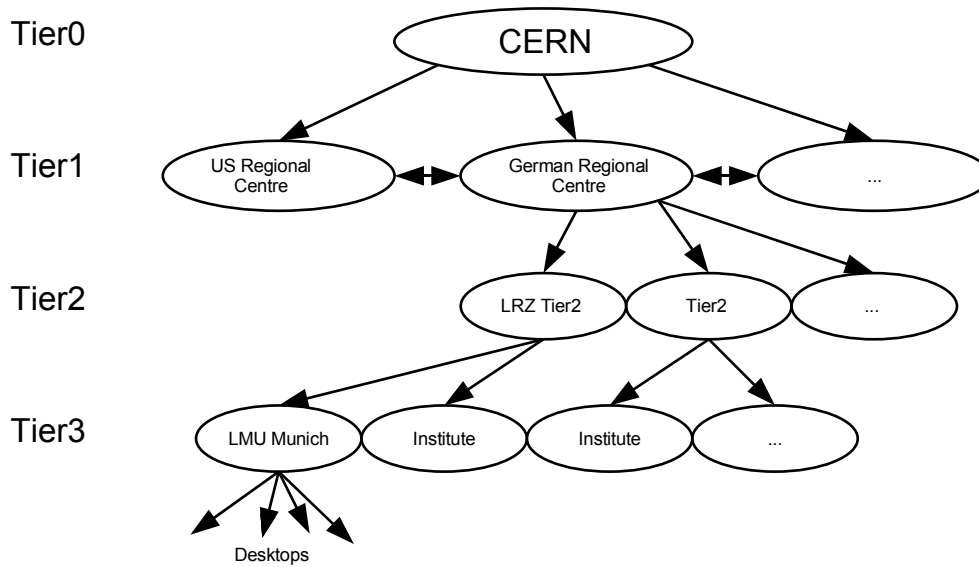 Tier0
CERN
Tier1
US Regional
Centre
German Regional
Centre
...
Tier2
LRZ Tier2
Tier2
...
Tier3
LMU Munich
Institute
Institute
...
Desktops